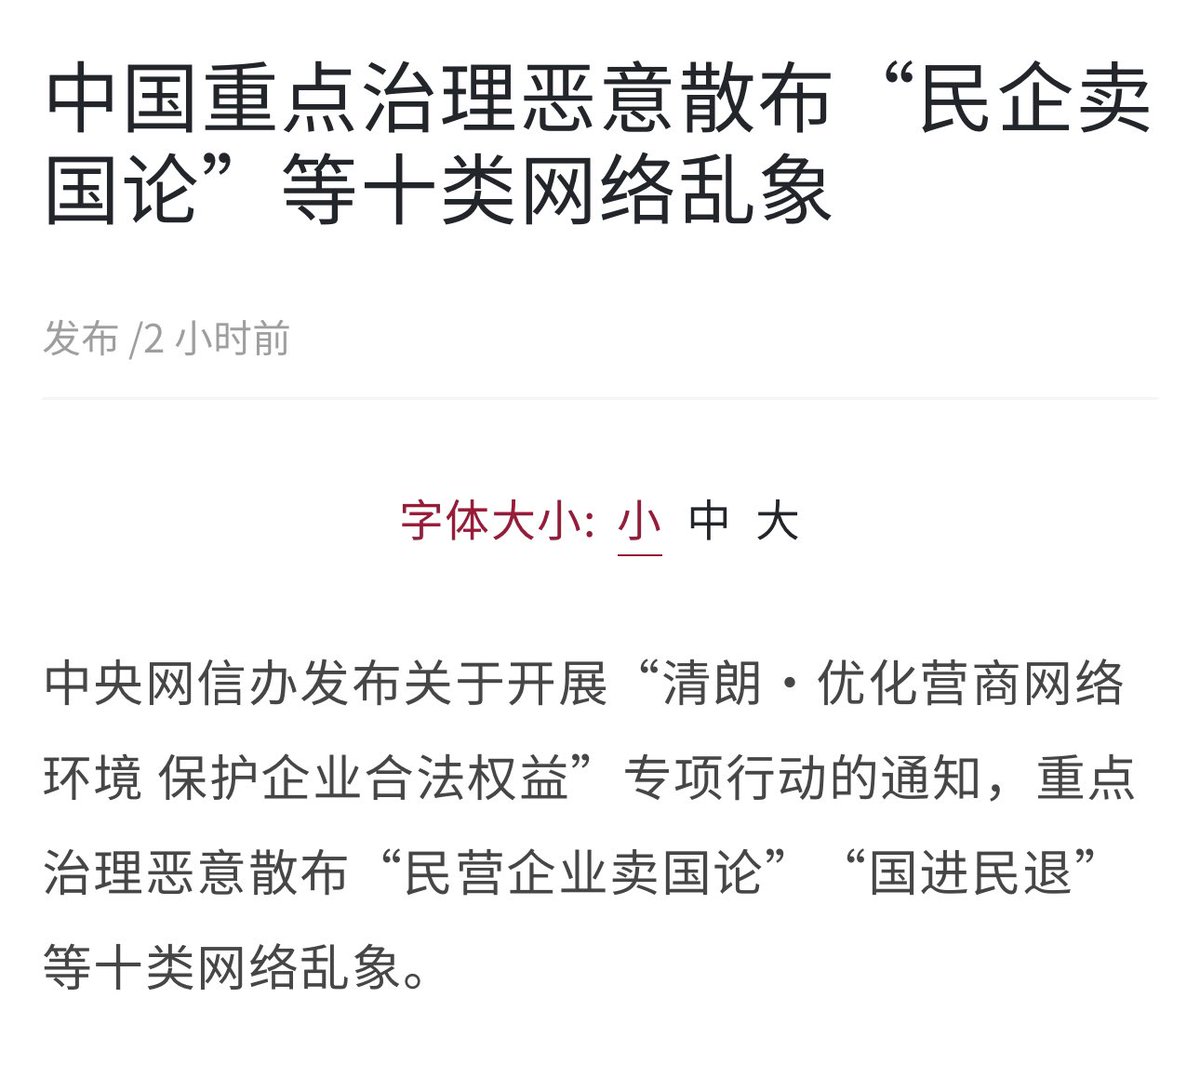 中国重点治理恶意散布“民企卖
国论”等十类网络乱象
发布 /2 小时前
字体大小: 小 中 大
中央网信办发布关于开展“清朗·优化营商网络
环境 保护企业合法权益”专项行动的通知，重点
治理恶意散布“民营企业卖国论”“国进民退”
等十类网络乱象。